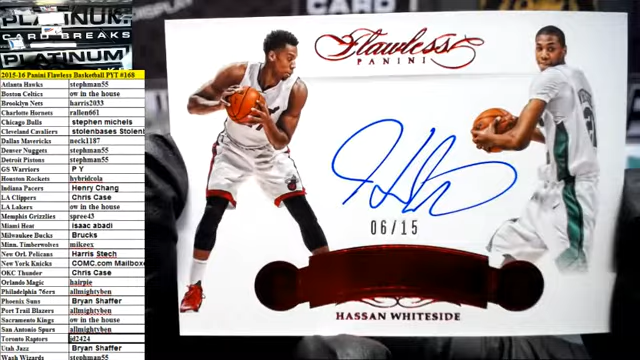 PLATINUM
CARD BREAKS
PLATINUM
2015-16 Panini Flawless Basketball PYT #168
Atlanta Hawks stephman55
Boston Celtics ow in the house
Brooklyn Nets harris2033
Charlotte Hornets rallen661
Chicago Bulls stephen michels
Cleveland Cavaliers stolenbases Stolenl
Dallas Mavericks neck1187
Denver Nuggets stephman55
Detroit Pistons stephman55
GS Warriors P Y
Houston Rockets hybridcola
Indiana Pacers Henry Chang
LA Clippers Chris Case
LA Lakers ow in the house
Memphis Grizzlies spree43
Miami Heat isaac abadi
Milwaukee Bucks Brucks
Minn. Timberwolves mikeex
New Orl. Pelicans Harris Stech
New York Knicks COMC.com Mailbox
OKC Thunder Chris Case
Orlando Magic hairpie
Philadelphia 76ers allmightyben
Phoenix Suns Bryan Shaffer
Port Trail Blazers allmightyben
Sacramento Kings ow in the house
San Antonio Spurs allmightyben
Toronto Raptors jd2424
Utah Jazz Bryan Shaffer
Wash Wizards stephman55
Flawless
PANINI
06/15
HASSAN WHITESIDE